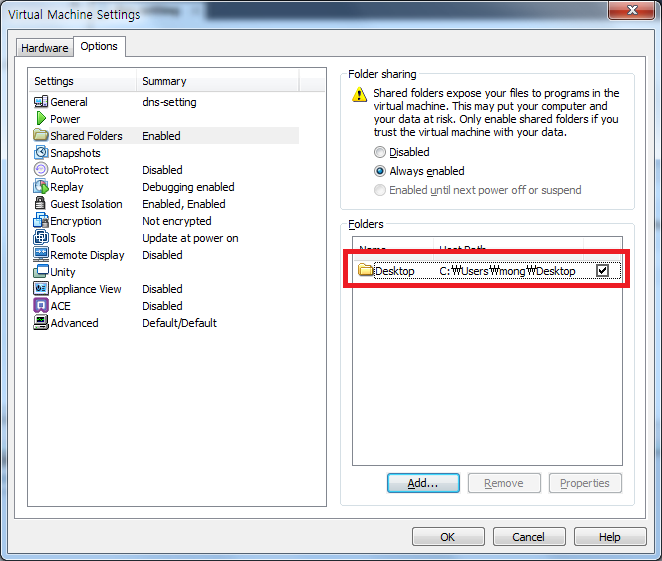 Virtual Machine Settings
Hardware Options
Settings Summary
General dns-setting
Power
Shared Folders Enabled
Snapshots
AutoProtect Disabled
Replay Debugging enabled
Guest Isolation Enabled, Enabled
Encryption Not encrypted
Tools Update at power on
Remote Display Disabled
Unity
Appliance View Disabled
ACE Disabled
Advanced Default/Default
Folder sharing
Shared folders expose your files to programs in the
virtual machine. This may put your computer and
your data at risk. Only enable shared folders if you
trust the virtual machine with your data.
Disabled
Always enabled
Enabled until next power off or suspend
Folders
Name Host Path
Desktop C:₩Users₩mong₩Desktop
Add... Remove Properties
OK Cancel Help